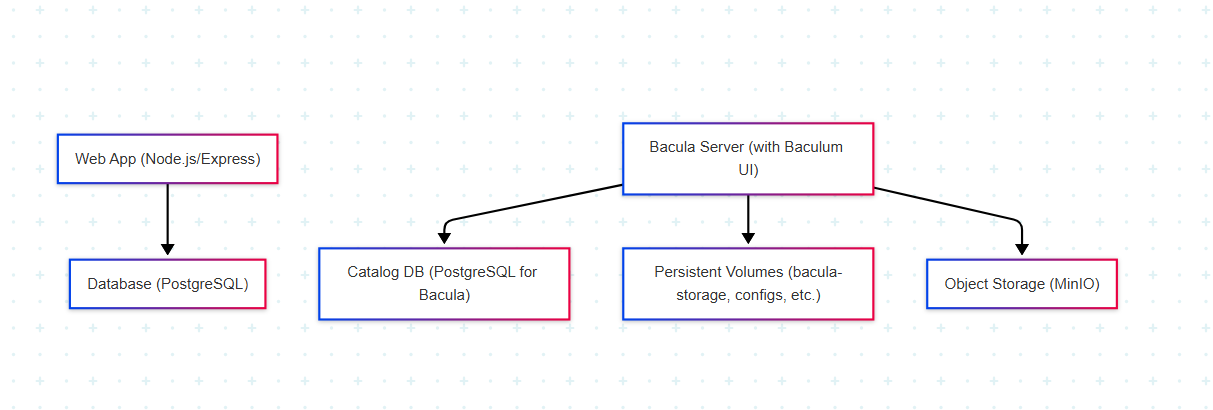 Web App (Node.js/Express)
Bacula Server (with Baculum
UI)
Database (PostgreSQL)
Catalog DB (PostgreSQL for
Bacula)
Persistent Volumes (bacula-
storage, configs, etc.)
Object Storage (MinIO)